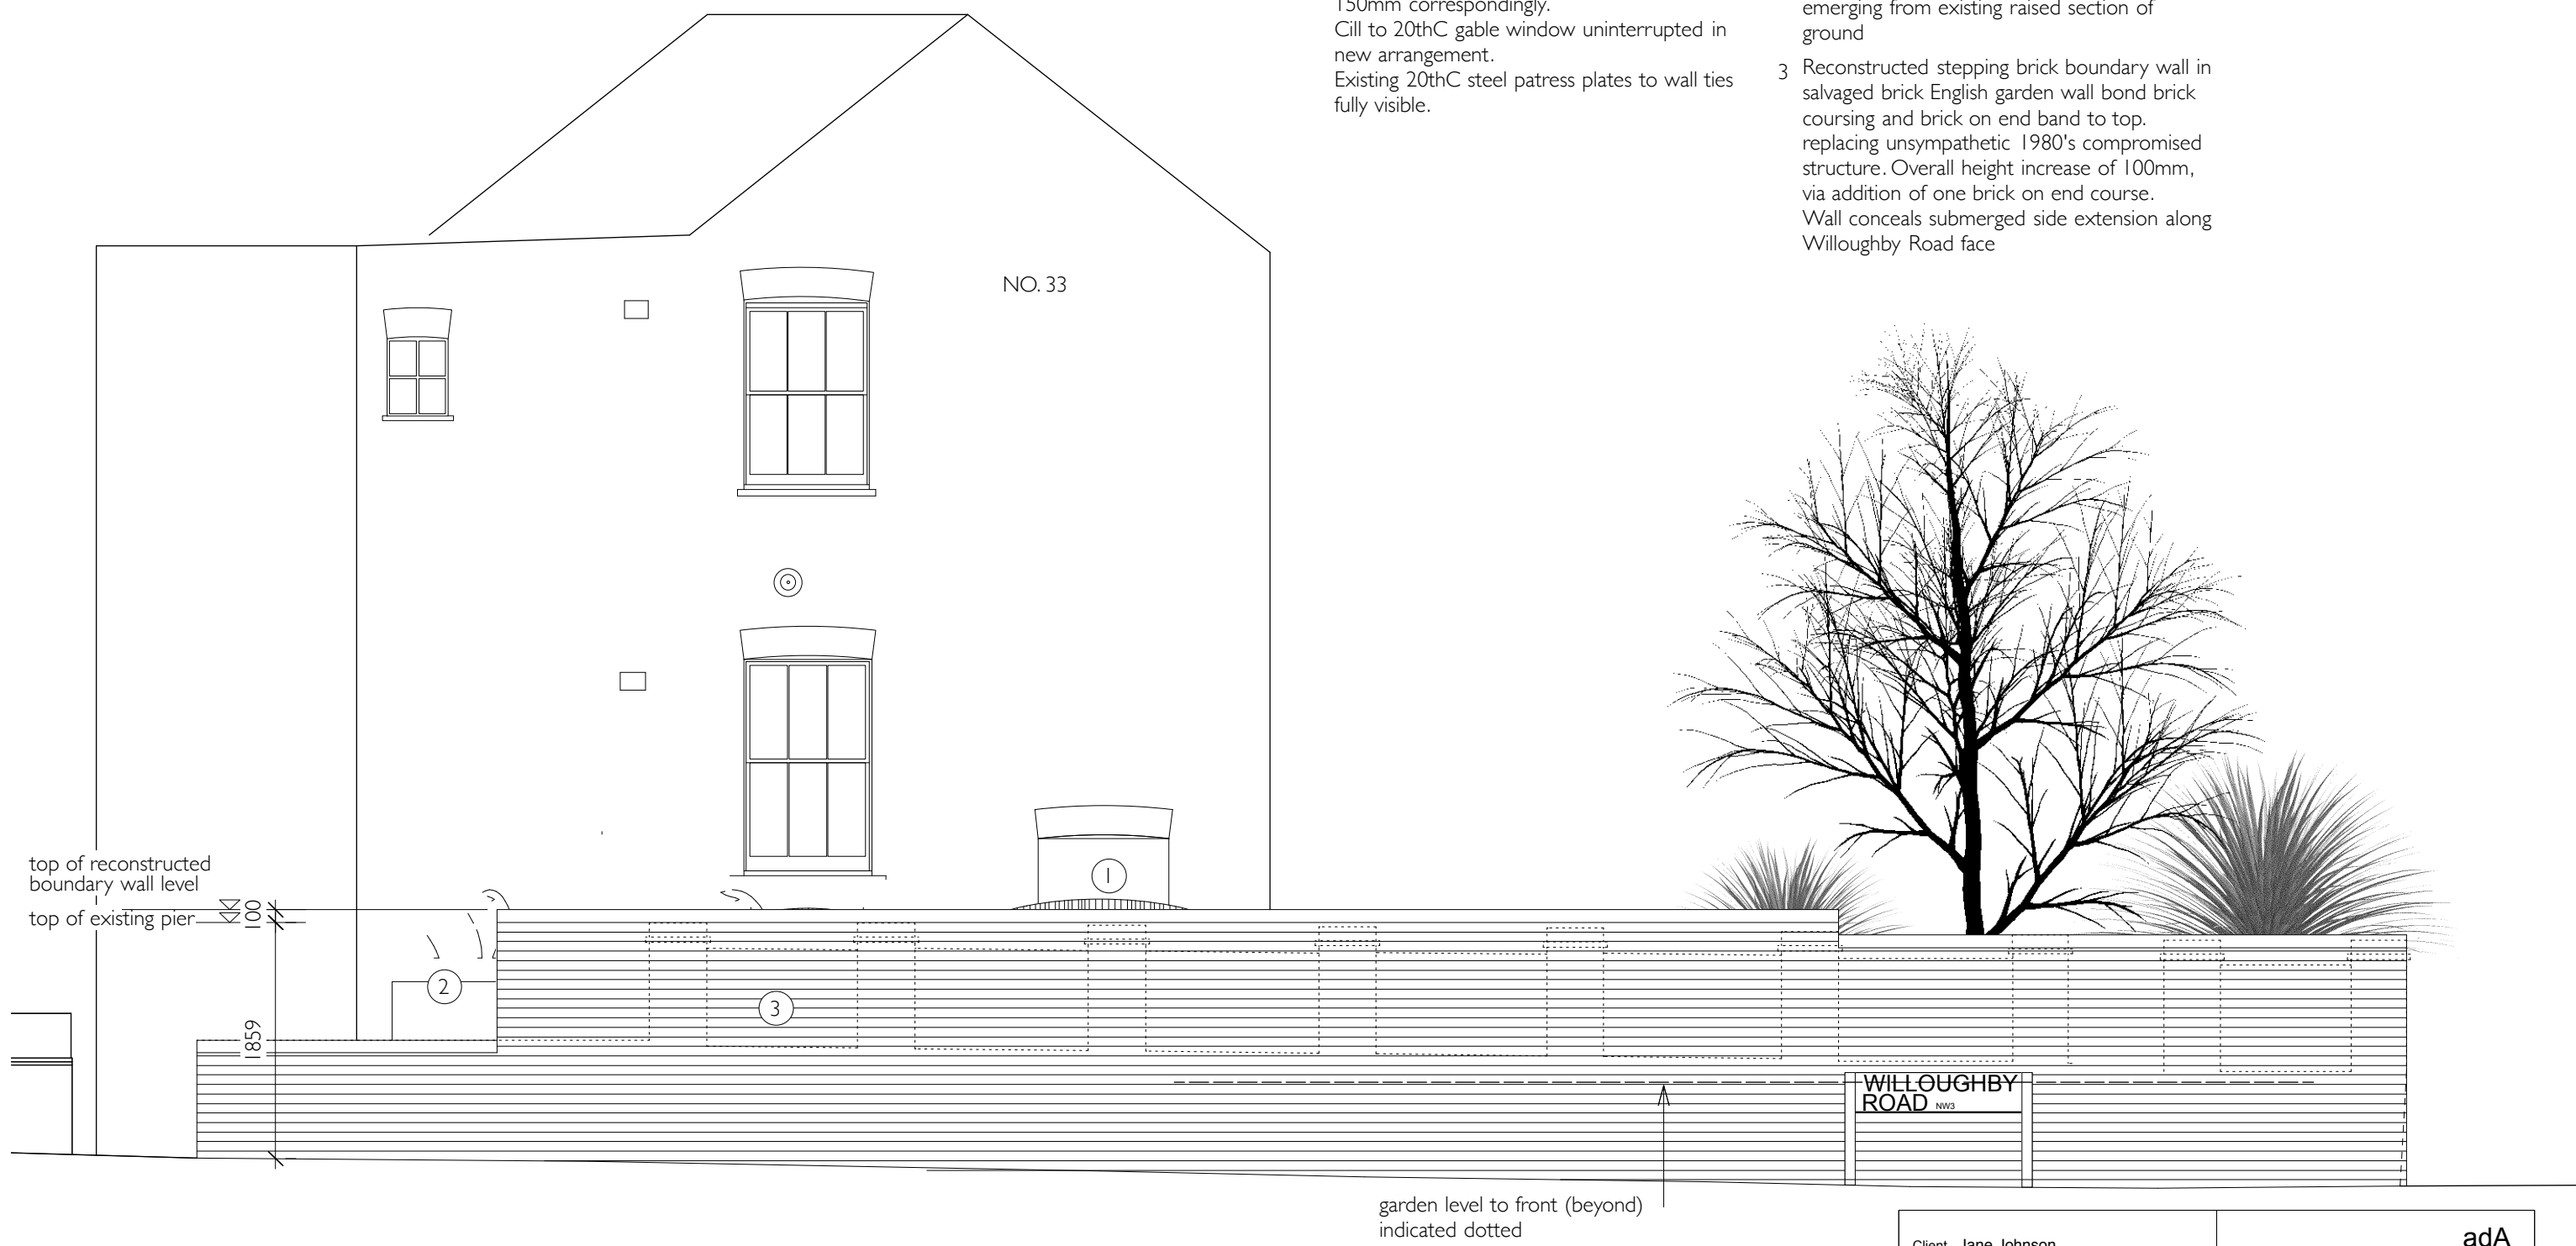 150mm correspondingly.
Cill to 20thC gable window uninterrupted in
new arrangement.
Existing 20thC steel patress plates to wall ties
fully visible.
emerging from existing raised section of
ground
3 Reconstructed stepping brick boundary wall in
salvaged brick English garden wall bond brick
coursing and brick on end band to top.
replacing unsympathetic 1980's compromised
structure. Overall height increase of 100mm,
via addition of one brick on end course.
Wall conceals submerged side extension along
Willoughby Road face
NO. 33
top of reconstructed
boundary wall level
top of existing pier
100
1859
1
2
3
WILLOUGHBY
ROAD NW3
garden level to front (beyond)
indicated dotted
Client Jane Johnson
adA